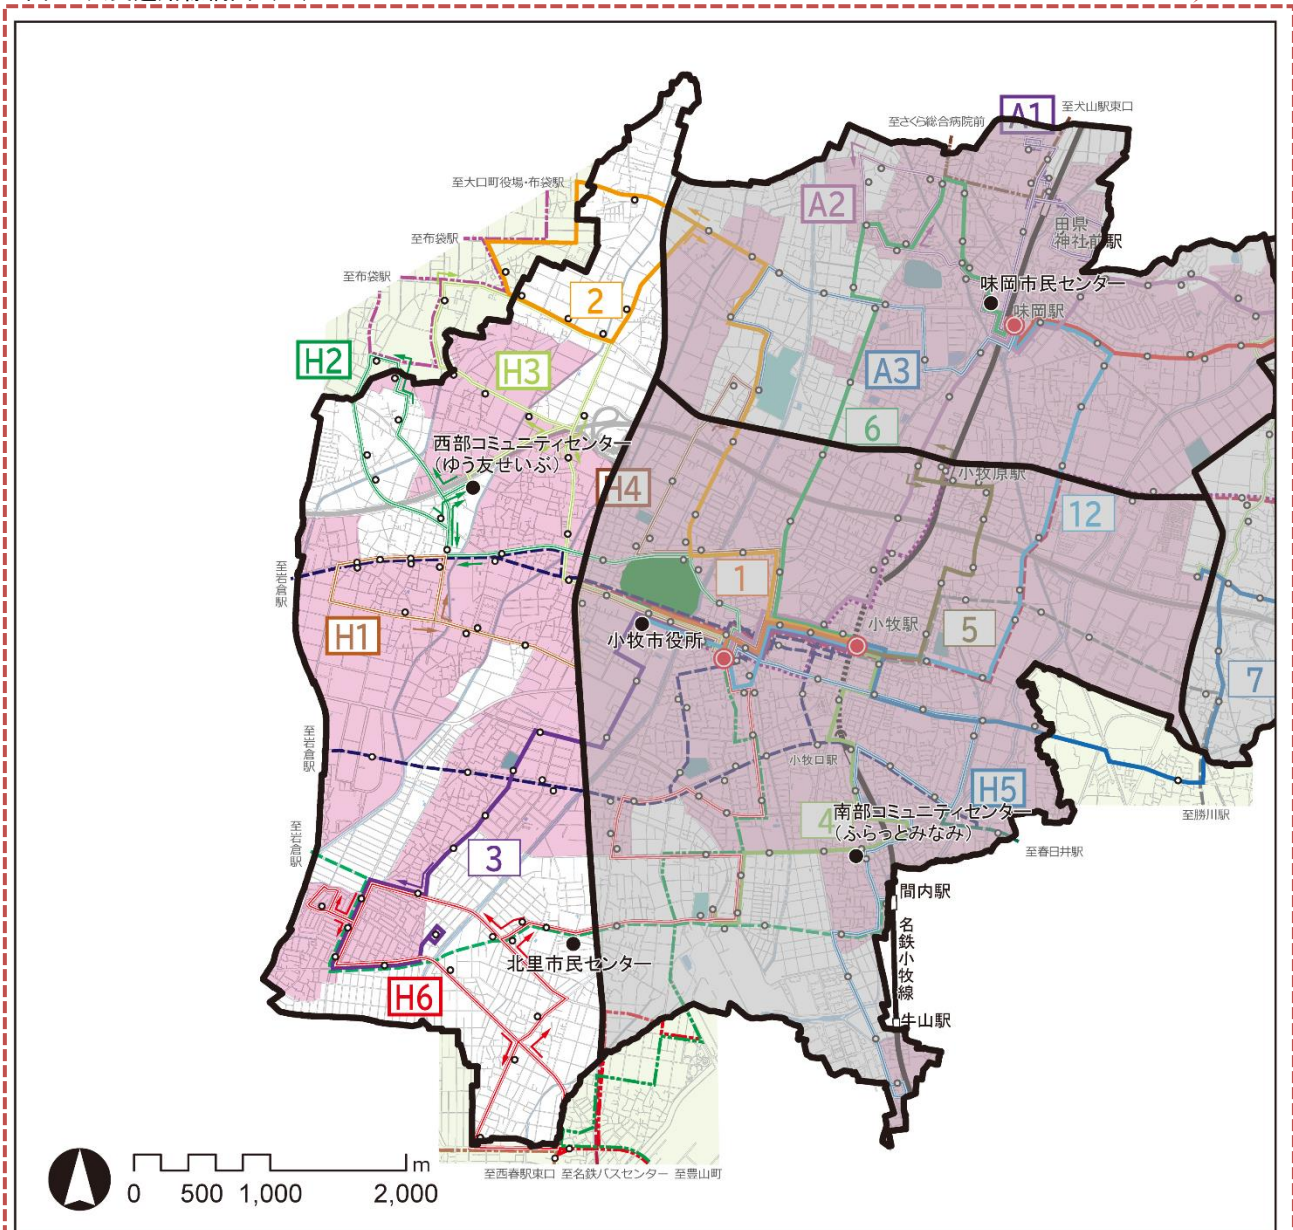 A1
至犬山駅東口
至さくら総合病院前
至大口町役場・布袋駅
A2
田県
神社前駅
至布袋駅
至布袋駅
味岡市民センター
味岡駅
2
H2
H3
A3
6
西部コミュニティセンター
(ゆう友せいぶ)
小牧原駅
H4
12
至岩倉駅
1
小牧市役所
小牧駅
5
H1
7
至岩倉駅
小牧口駅
H5
南部コミュニティセンター
(ふらっとみなみ)
4
至勝川駅
至岩倉駅
3
至春日井駅
間内駅
名鉄小牧線
北里市民センター
H6
牛山駅
m
0 500 1,000 2,000
至西春駅東口 至名鉄バスセンター 至豊山町